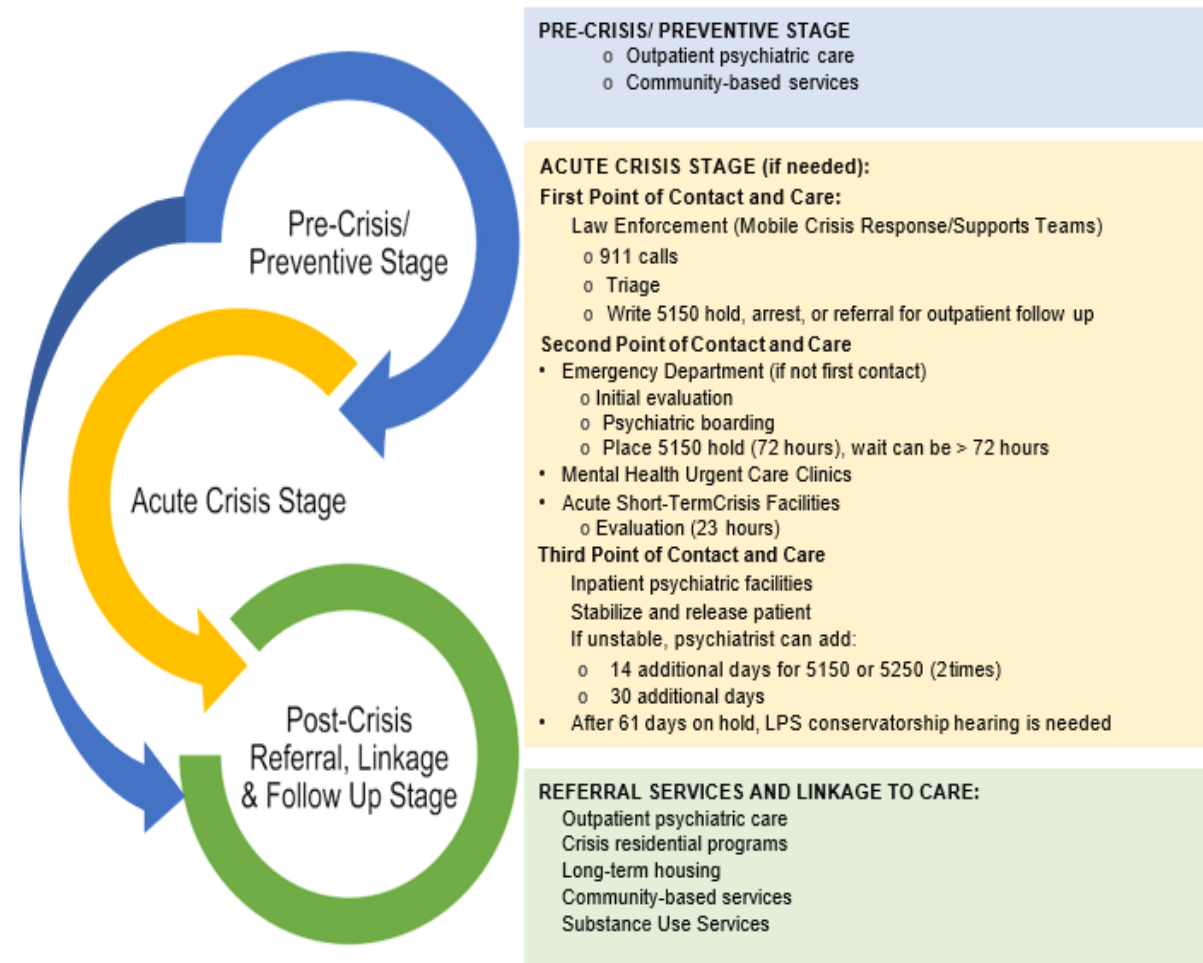 Pre-Crisis/
Preventive Stage
Acute Crisis Stage
Post-Crisis
Referral, Linkage
& Follow Up Stage
PRE-CRISIS/ PREVENTIVE STAGE
o Outpatient psychiatric care
o Community-based services
ACUTE CRISIS STAGE (if needed):
First Point of Contact and Care:
Law Enforcement (Mobile Crisis Response/Supports Teams)
o 911 calls
o Triage
o Write 5150 hold, arrest, or referral for outpatient follow up
Second Point of Contact and Care
• Emergency Department (if not first contact)
o Initial evaluation
o Psychiatric boarding
o Place 5150 hold (72 hours), wait can be > 72 hours
• Mental Health Urgent Care Clinics
• Acute Short-TermCrisis Facilities
o Evaluation (23 hours)
Third Point of Contact and Care
Inpatient psychiatric facilities
Stabilize and release patient
If unstable, psychiatrist can add:
o 14 additional days for 5150 or 5250 (2times)
o 30 additional days
• After 61 days on hold, LPS conservatorship hearing is needed
REFERRAL SERVICES AND LINKAGE TO CARE:
Outpatient psychiatric care
Crisis residential programs
Long-term housing
Community-based services
Substance Use Services